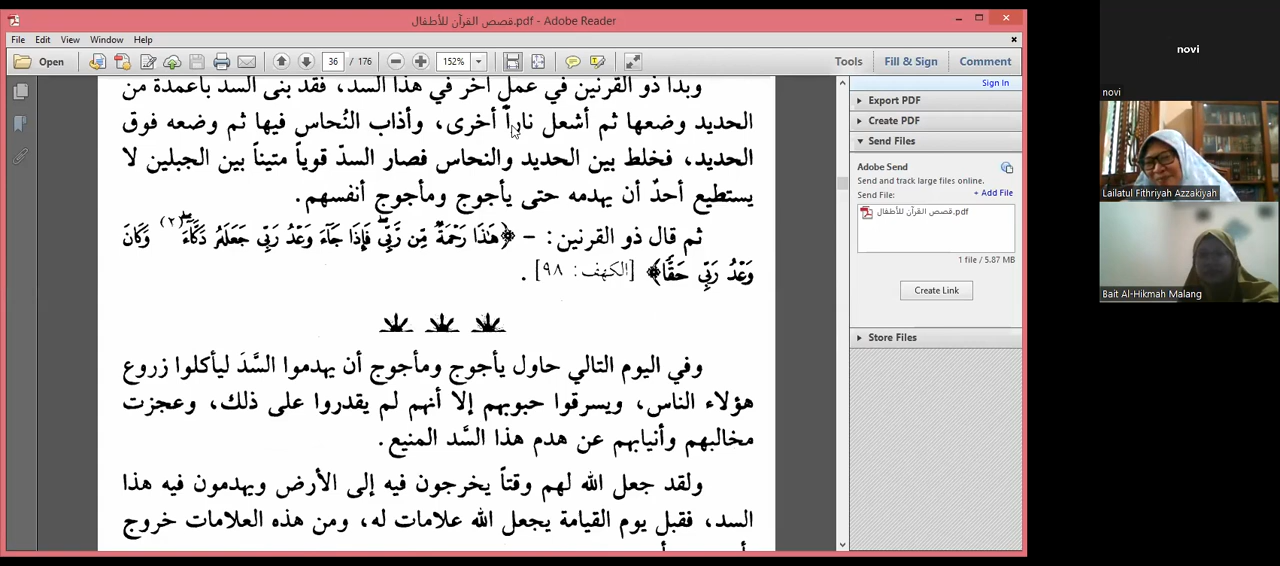 قصص القرآن للأطفال.pdf - Adobe Reader
File Edit View Window Help
Open 36 / 176 152% Tools Fill & Sign Comment
وبدأ ذو القرنين في عملٍ آخر في هذا السد، فقد بنى السد بأعمدة من
الحديد وضعها ثم أشعل ناراً أخرى، وأذاب النُحاس فيها ثم وضعه فوق
الحديد، فخلط بين الحديد والنحاس فصار السدّ قوياً متيناً بين الجبلين لا
يستطيع أحدٌ أن يهدمه حتى يأجوج ومأجوج أنفسهم.
ثم قال ذو القرنين: – ﴿هَٰذَا رَحْمَةٌ مِّن رَّبِّي فَإِذَا جَآءَ وَعْدُ رَبِّي جَعَلَهُۥ دَكَّآءَ(٢) وَكَانَ
وَعْدُ رَبِّي حَقًّا﴾ [الكهف: ٩٨].
وفي اليوم التالي حاول يأجوج ومأجوج أن يهدموا السَّدَ ليأكلوا زروع
هؤلاء الناس، ويسرقوا حبوبهم إلا أنهم لم يقدروا على ذلك، وعجزت
مخالبهم وأنيابهم عن هدم هذا السَّد المنيع.
ولقد جعل الله لهم وقتاً يخرجون فيه إلى الأرض ويهدمون فيه هذا
السد، فقبل يوم القيامة يجعل الله علامات له، ومن هذه العلامات خروج
Sign In
Export PDF
Create PDF
Send Files
Adobe Send
Send and track large files online.
Send File:
+ Add File
قصص القرآن للأطفال.pdf
1 file / 5.87 MB
Create Link
Store Files
novi
novi
Lailatul Fithriyah Azzakiyah
Bait Al-Hikmah Malang